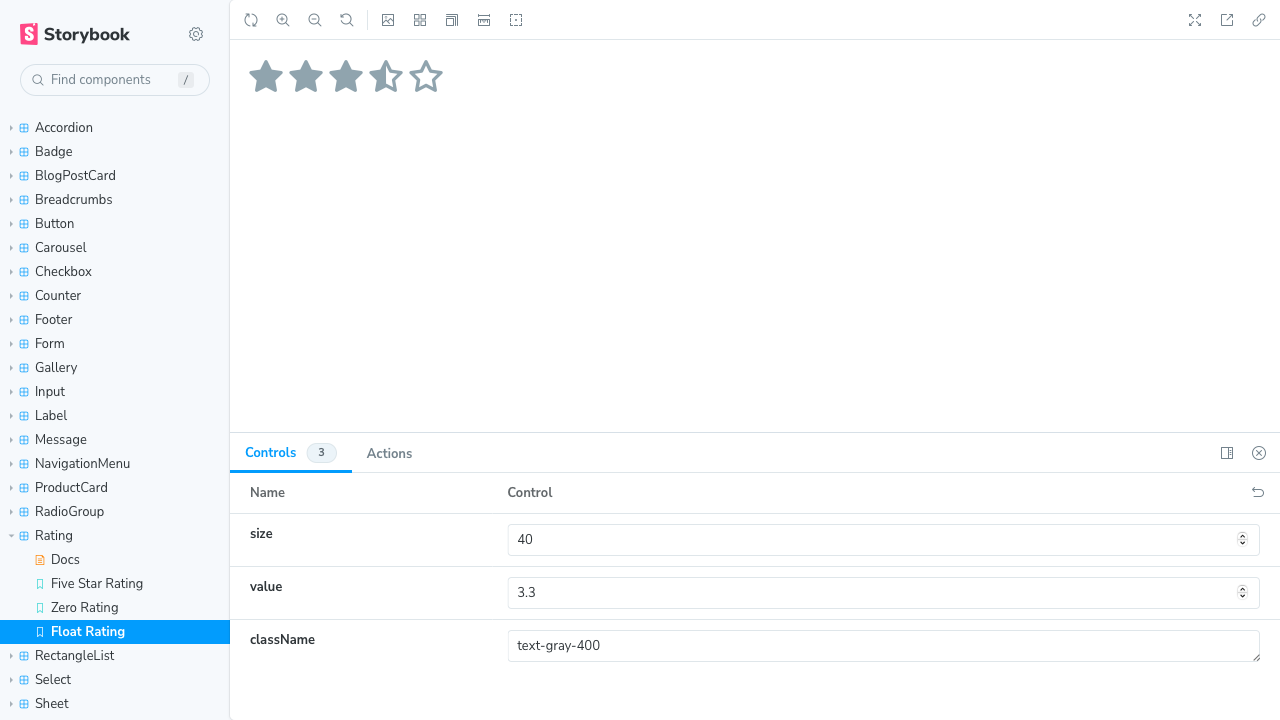 Storybook
Find components /
Accordion
Badge
BlogPostCard
Breadcrumbs
Button
Carousel
Checkbox
Counter
Footer
Form
Gallery
Input
Label
Message
NavigationMenu
ProductCard
RadioGroup
Rating
Docs
Five Star Rating
Zero Rating
Float Rating
RectangleList
Select
Sheet
Controls 3 Actions
Name Control
size 40
value 3.3
className text-gray-400